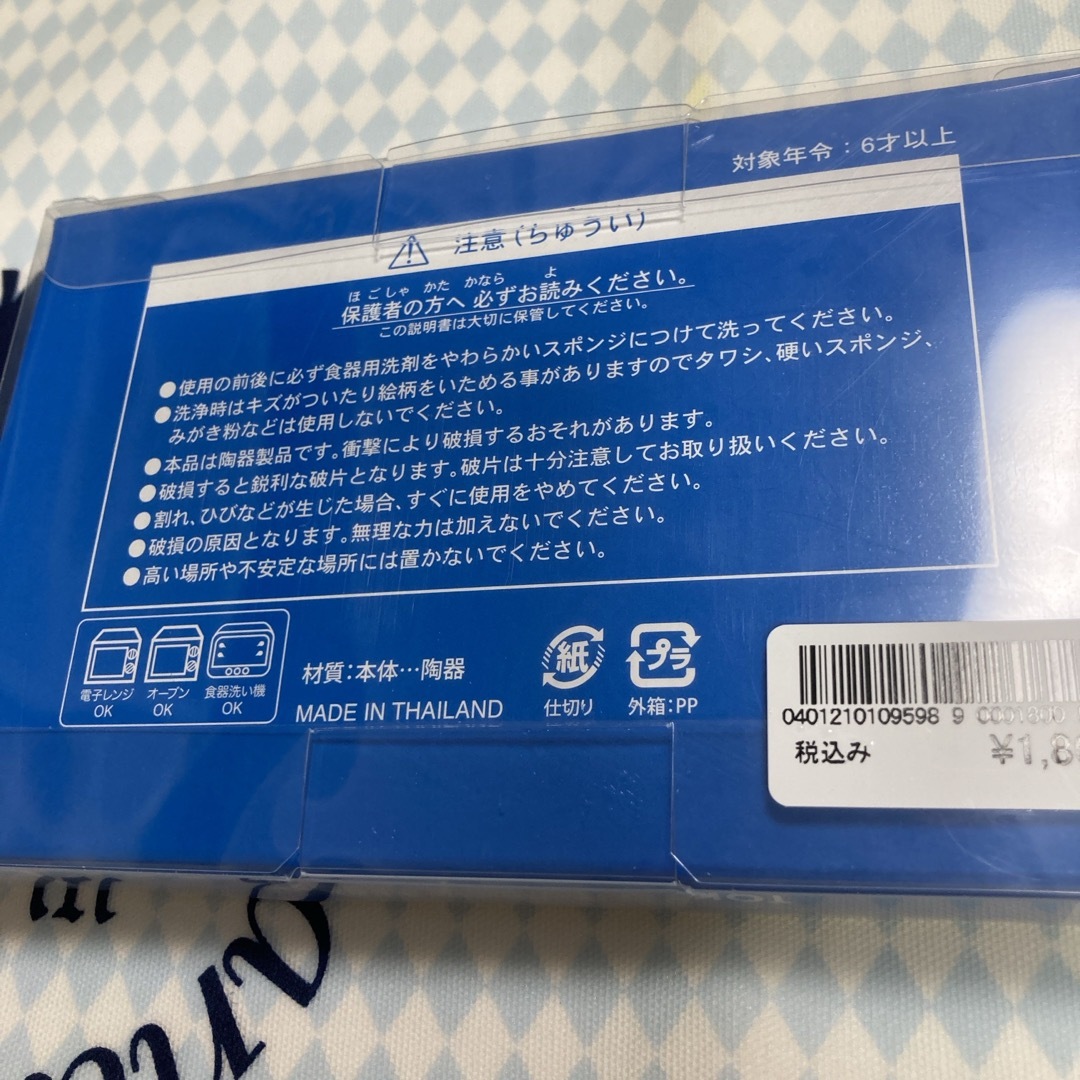 対象年令：6才以上
注意(ちゅうい)
ほごしゃ かた かなら よ
保護者の方へ 必ずお読みください。
この説明書は大切に保管してください。
●使用の前後に必ず食器用洗剤をやわらかいスポンジにつけて洗ってください。
●洗浄時はキズがついたり絵柄をいためる事がありますのでタワシ、硬いスポンジ、
みがき粉などは使用しないでください。
●本品は陶器製品です。衝撃により破損するおそれがあります。
●破損すると鋭利な破片となります。破片は十分注意してお取り扱いください。
●割れ、ひびなどが生じた場合、すぐに使用をやめてください。
●破損の原因となります。無理な力は加えないでください。
●高い場所や不安定な場所には置かないでください。
電子レンジ
OK
オーブン
OK
食器洗い機
OK
材質：本体…陶器
MADE IN THAILAND
紙
仕切り
プラ
外箱：PP
0401210109598 9 0001600
税込み